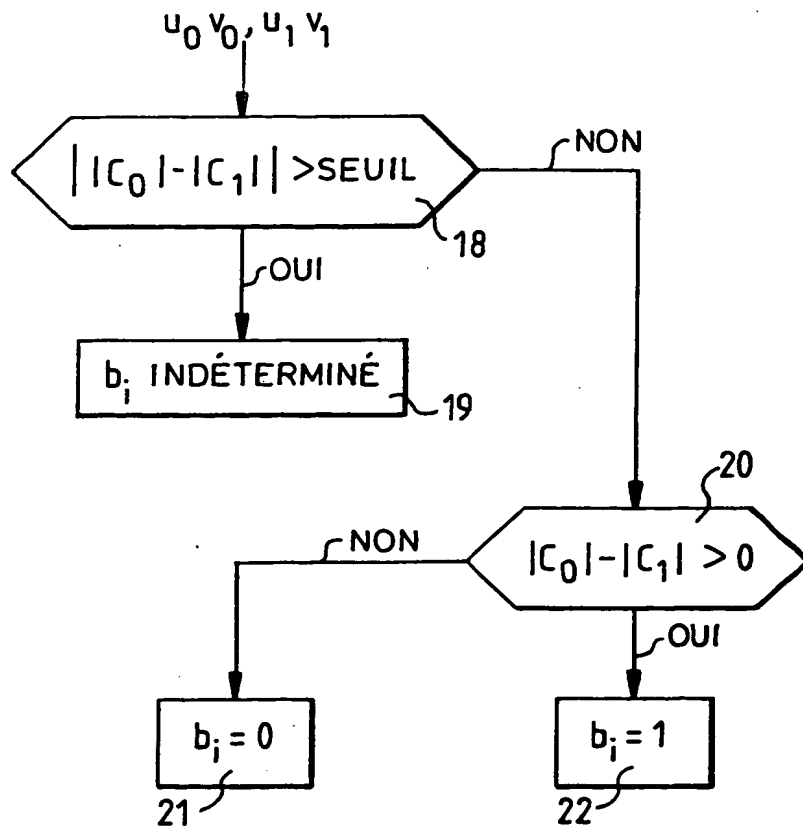 u₀ v₀, u₁ v₁
||C₀|-|C₁|| >SEUIL
18
NON
OUI
bᵢ INDÉTERMINÉ
19
20
|C₀|-|C₁| >0
NON
OUI
bᵢ = 0
21
bᵢ = 1
22